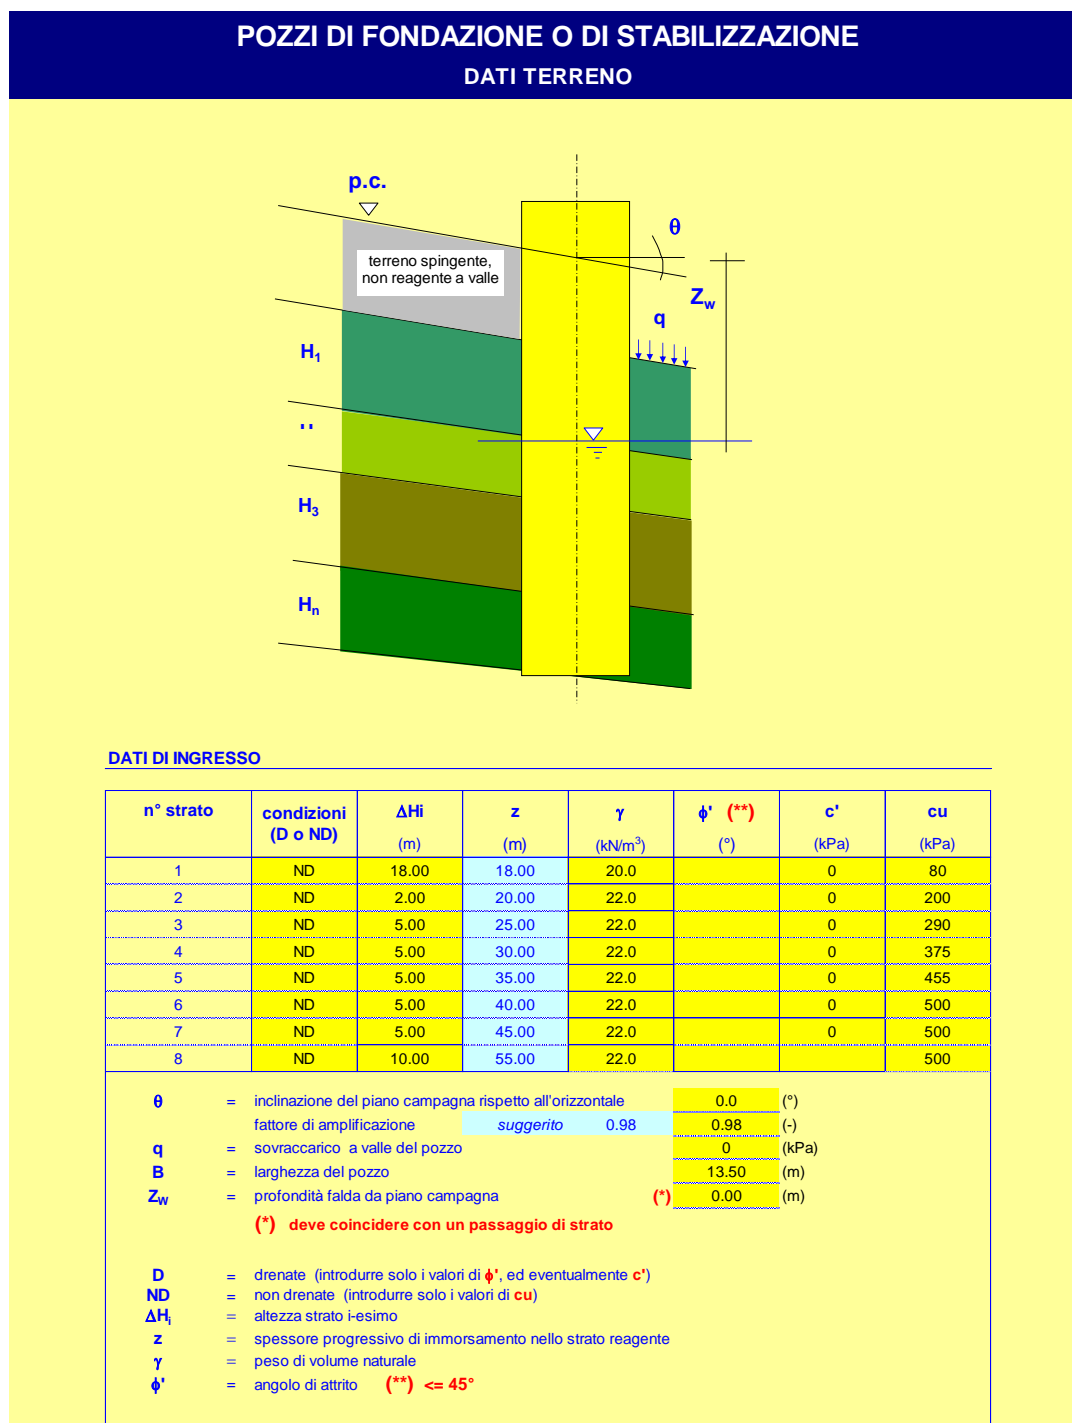 POZZI DI FONDAZIONE O DI STABILIZZAZIONE
DATI TERRENO
p.c.
θ
terreno spingente,
non reagente a valle
Zw
q
H1
H3
Hn
DATI DI INGRESSO
n° strato condizioni (D o ND) ΔHi (m) z (m) γ (kN/m³) ϕ' (**) (°) c' (kPa) cu (kPa)
1 ND 18.00 18.00 20.0 0 80
2 ND 2.00 20.00 22.0 0 200
3 ND 5.00 25.00 22.0 0 290
4 ND 5.00 30.00 22.0 0 375
5 ND 5.00 35.00 22.0 0 455
6 ND 5.00 40.00 22.0 0 500
7 ND 5.00 45.00 22.0 0 500
8 ND 10.00 55.00 22.0 500
θ = inclinazione del piano campagna rispetto all'orizzontale 0.0 (°)
fattore di amplificazione suggerito 0.98 0.98 (-)
q = sovraccarico a valle del pozzo 0 (kPa)
B = larghezza del pozzo 13.50 (m)
Zw = profondità falda da piano campagna (*) 0.00 (m)
(*) deve coincidere con un passaggio di strato
D = drenate (introdurre solo i valori di ϕ', ed eventualmente c')
ND = non drenate (introdurre solo i valori di cu)
ΔHi = altezza strato i-esimo
z = spessore progressivo di immorsamento nello strato reagente
γ = peso di volume naturale
ϕ' = angolo di attrito (**) <= 45°